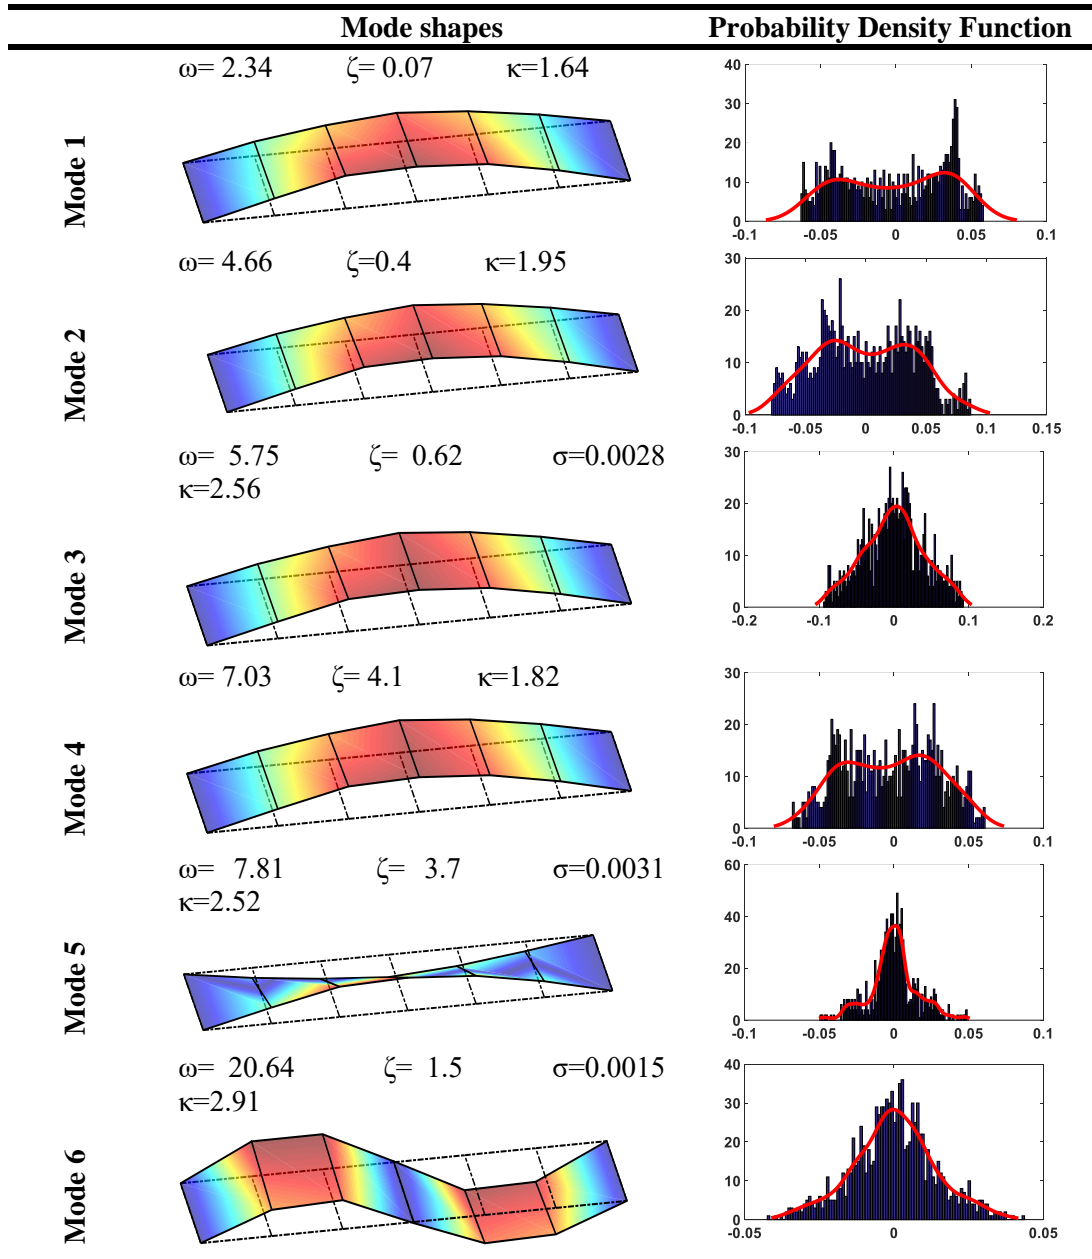 Mode shapes Probability Density Function
Mode 1
ω= 2.34 ζ= 0.07 κ=1.64
40
30
20
10
0
-0.1 -0.05 0 0.05 0.1
Mode 2
ω= 4.66 ζ=0.4 κ=1.95
30
20
10
0
-0.1 -0.05 0 0.05 0.1 0.15
Mode 3
ω= 5.75 ζ= 0.62 σ=0.0028
κ=2.56
30
20
10
0
-0.2 -0.1 0 0.1 0.2
Mode 4
ω= 7.03 ζ= 4.1 κ=1.82
30
20
10
0
-0.1 -0.05 0 0.05 0.1
Mode 5
ω= 7.81 ζ= 3.7 σ=0.0031
κ=2.52
60
40
20
0
-0.05 0 0.05 0.1
Mode 6
ω= 20.64 ζ= 1.5 σ=0.0015
κ=2.91
40
30
20
10
0
-0.05 0 0.05